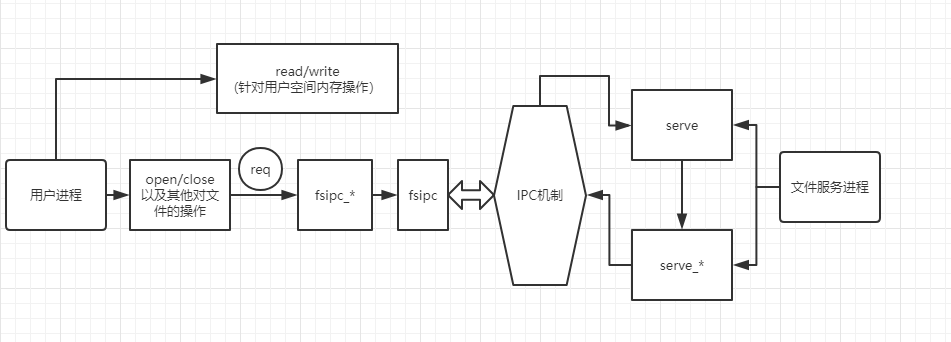 read/write
(针对用户空间内存操作)
用户进程
open/close
以及其他对文
件的操作
req
fsipc_*
fsipc
IPC机制
serve
serve_*
文件服务进程